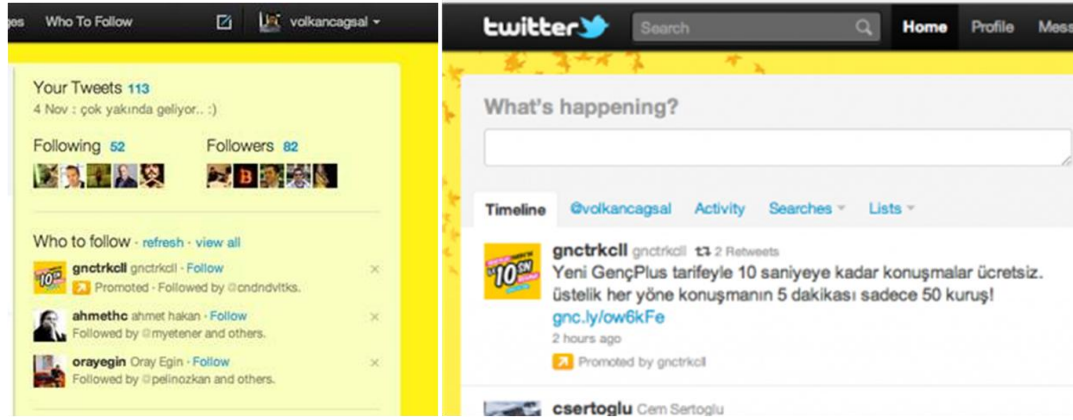 Who To Follow
volkancagsal
Your Tweets 113
4 Nov : çok yakında geliyor.. :)
Following 52
Followers 82
Who to follow · refresh · view all
gnctrkcll gnctrkcll · Follow
Promoted · Followed by @cndndvltks.
ahmethc ahmet hakan · Follow
Followed by @myetener and others.
orayegin Oray Egin · Follow
Followed by @pelinozkan and others.
twitter
Search
Home
Profile
Mess
What's happening?
Timeline
@volkancagsal
Activity
Searches
Lists
gnctrkcll gnctrkcll 2 Retweets
10 SN
Yeni GençPlus tarifeyle 10 saniyeye kadar konuşmalar ücretsiz.
üstelik her yöne konuşmanın 5 dakikası sadece 50 kuruş!
gnc.ly/ow6kFe
2 hours ago
Promoted by gnctrkcll
csertoglu Cem Sertoglu